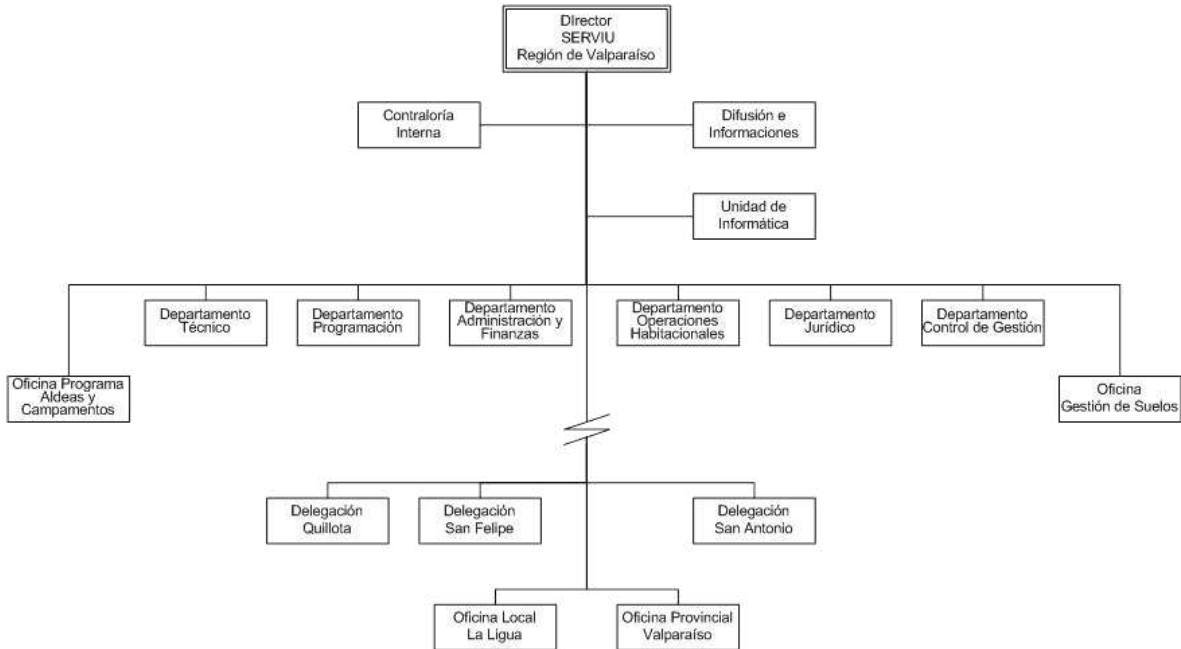 DIrector
SERVIU
Región de Valparaíso
Contraloría
Interna
Difusión e
Informaciones
Unidad de
Informática
Departamento
Técnico
Departamento
Programación
Departamento
Administración y
Finanzas
Departamento
Operaciones
Habitacionales
Departamento
Jurídico
Departamento
Control de Gestión
Oficina Programa
Aldeas y
Campamentos
Oficina
Gestión de Suelos
Delegación
Quillota
Delegación
San Felipe
Delegación
San Antonio
Oficina Local
La Ligua
Oficina Provincial
Valparaíso